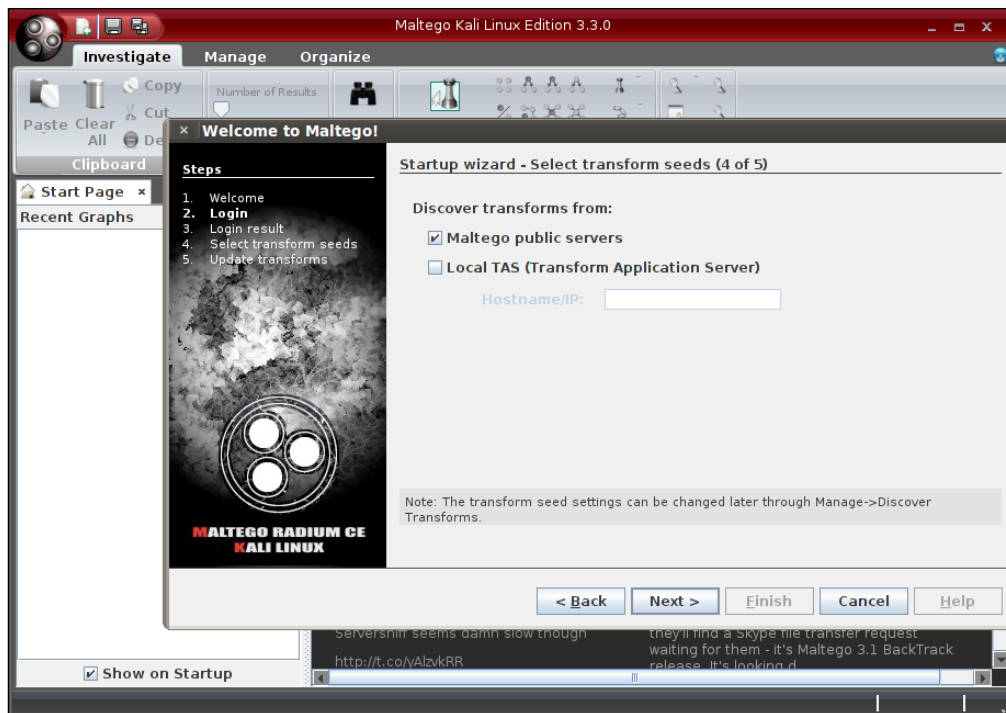 Maltego Kali Linux Edition 3.3.0
Investigate Manage Organize
Copy
Number of Results
Cut
Paste Clear
All De
Clipboard
× Welcome to Maltego!
Start Page ×
Recent Graphs
Steps
1. Welcome
2. Login
3. Login result
4. Select transform seeds
5. Update transforms
MALTEGO RADIUM CE
KALI LINUX
Startup wizard - Select transform seeds (4 of 5)
Discover transforms from:
Maltego public servers
Local TAS (Transform Application Server)
Hostname/IP:
Note: The transform seed settings can be changed later through Manage->Discover
Transforms.
< Back Next > Finish Cancel Help
Serversniff seems damn slow though
http://t.co/yAlzvkRR
they'll find a Skype file transfer request
waiting for them - it's Maltego 3.1 BackTrack
release. It's looking d
Show on Startup